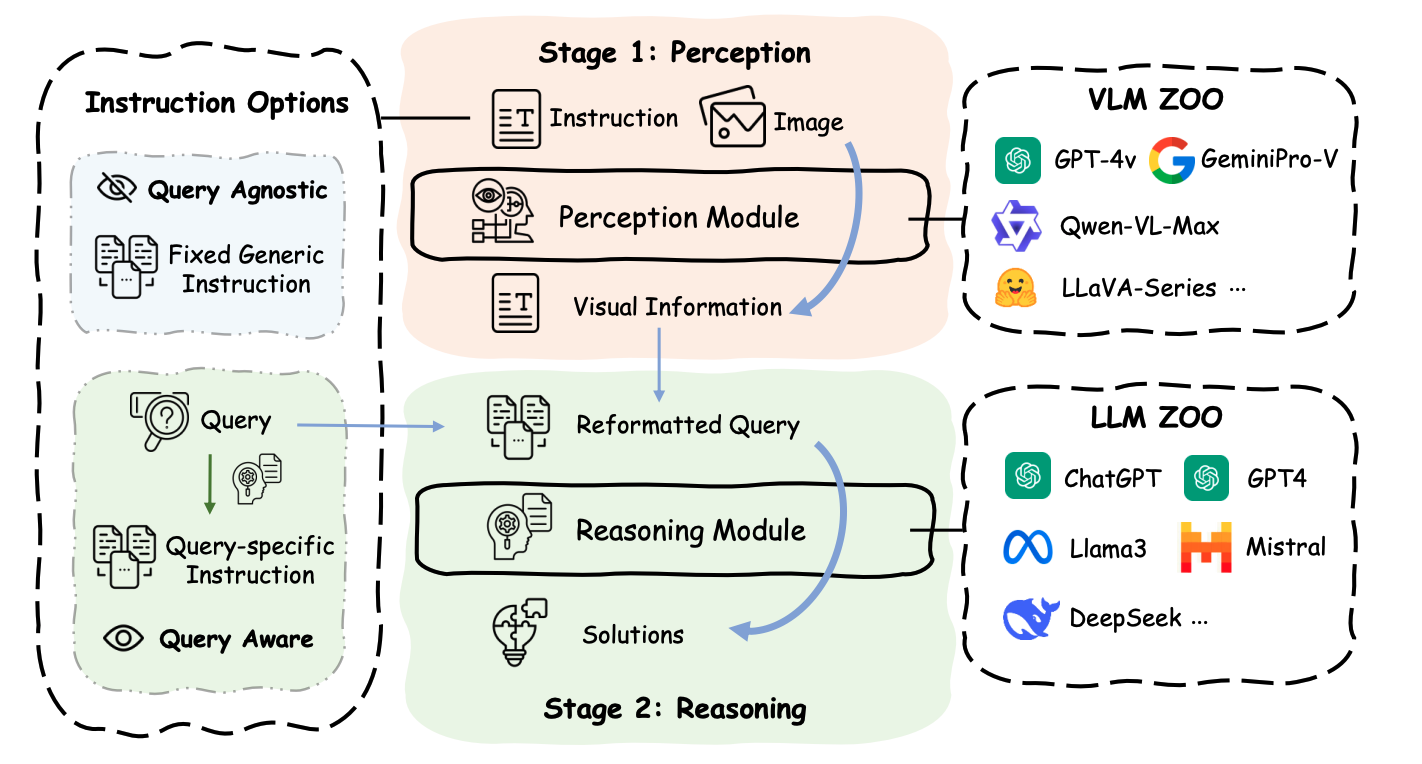 Instruction Options
Query Agnostic
Fixed Generic
Instruction
Query
Query-specific
Instruction
Query Aware
Stage 1: Perception
T
Instruction
Image
Perception Module
T
Visual Information
Reformatted Query
Reasoning Module
Solutions
Stage 2: Reasoning
VLM ZOO
GPT-4v
GeminiPro-V
Qwen-VL-Max
LLaVA-Series ...
LLM ZOO
ChatGPT
GPT4
Llama3
Mistral
DeepSeek ...